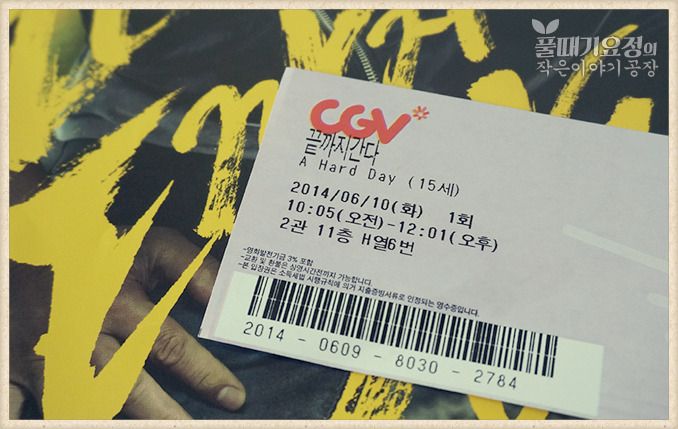 풀때기요정의
작은이야기공장
CGV
끝까지간다
A Hard Day (15세)
2014/06/10(화) 1회
10:05(오전)-12:01(오후)
2관 11층 H열6번
-영화발전기금 3% 포함
-교환 및 환불은 상영시간전까지 가능합니다.
-본 입장권은 소득세법 시행규칙에 의거 지출증빙서류로 인정되는 영수증입니다.
2014 - 0609 - 8030 - 2784